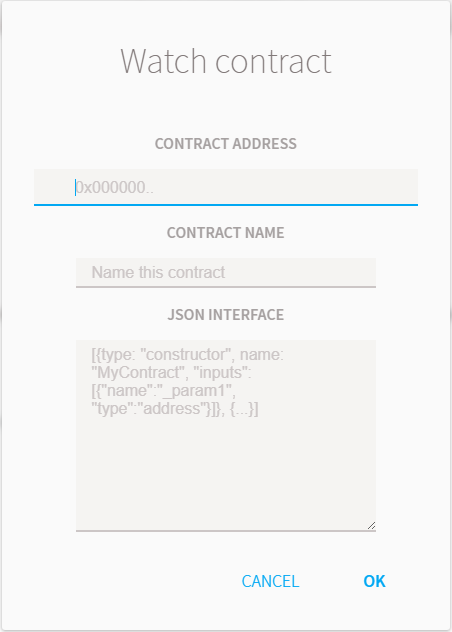 Watch contract
CONTRACT ADDRESS
0x000000..
CONTRACT NAME
Name this contract
JSON INTERFACE
[{type: "constructor", name:
"MyContract", "inputs":
[{"name":"_param1",
"type":"address"}]}, {...}]
CANCEL OK